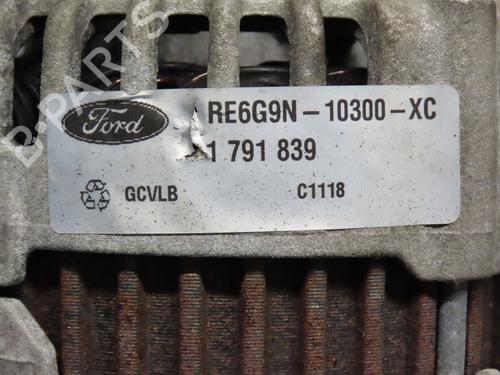 B-PARTS
Ford
RE6G9N-10300-XC
1 791 839
GCVLB
C1118